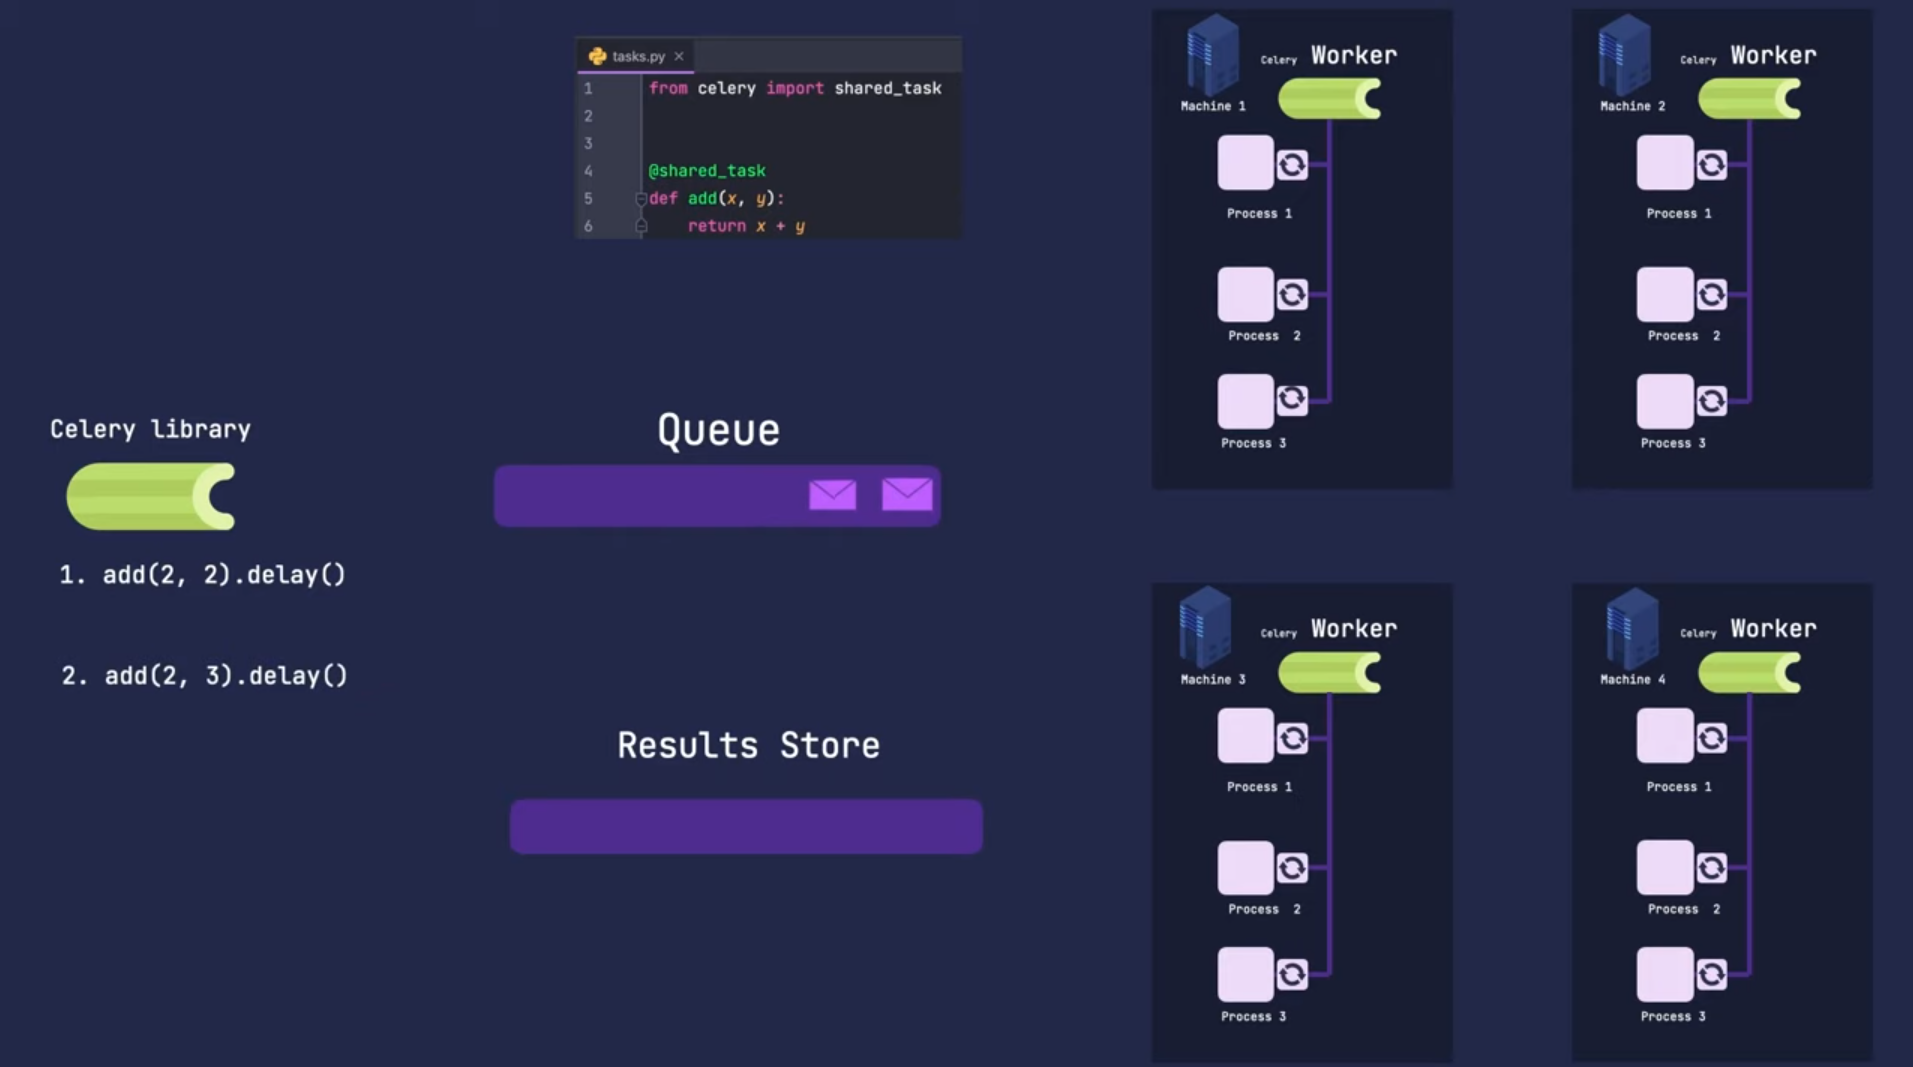 tasks.py
1 from celery import shared_task
2
3
4 @shared_task
5 def add(x, y):
6 return x + y
Celery library
1. add(2, 2).delay()
2. add(2, 3).delay()
Queue
Results Store
Celery Worker
Machine 1
Process 1
Process 2
Process 3
Celery Worker
Machine 2
Process 1
Process 2
Process 3
Celery Worker
Machine 3
Process 1
Process 2
Process 3
Celery Worker
Machine 4
Process 1
Process 2
Process 3